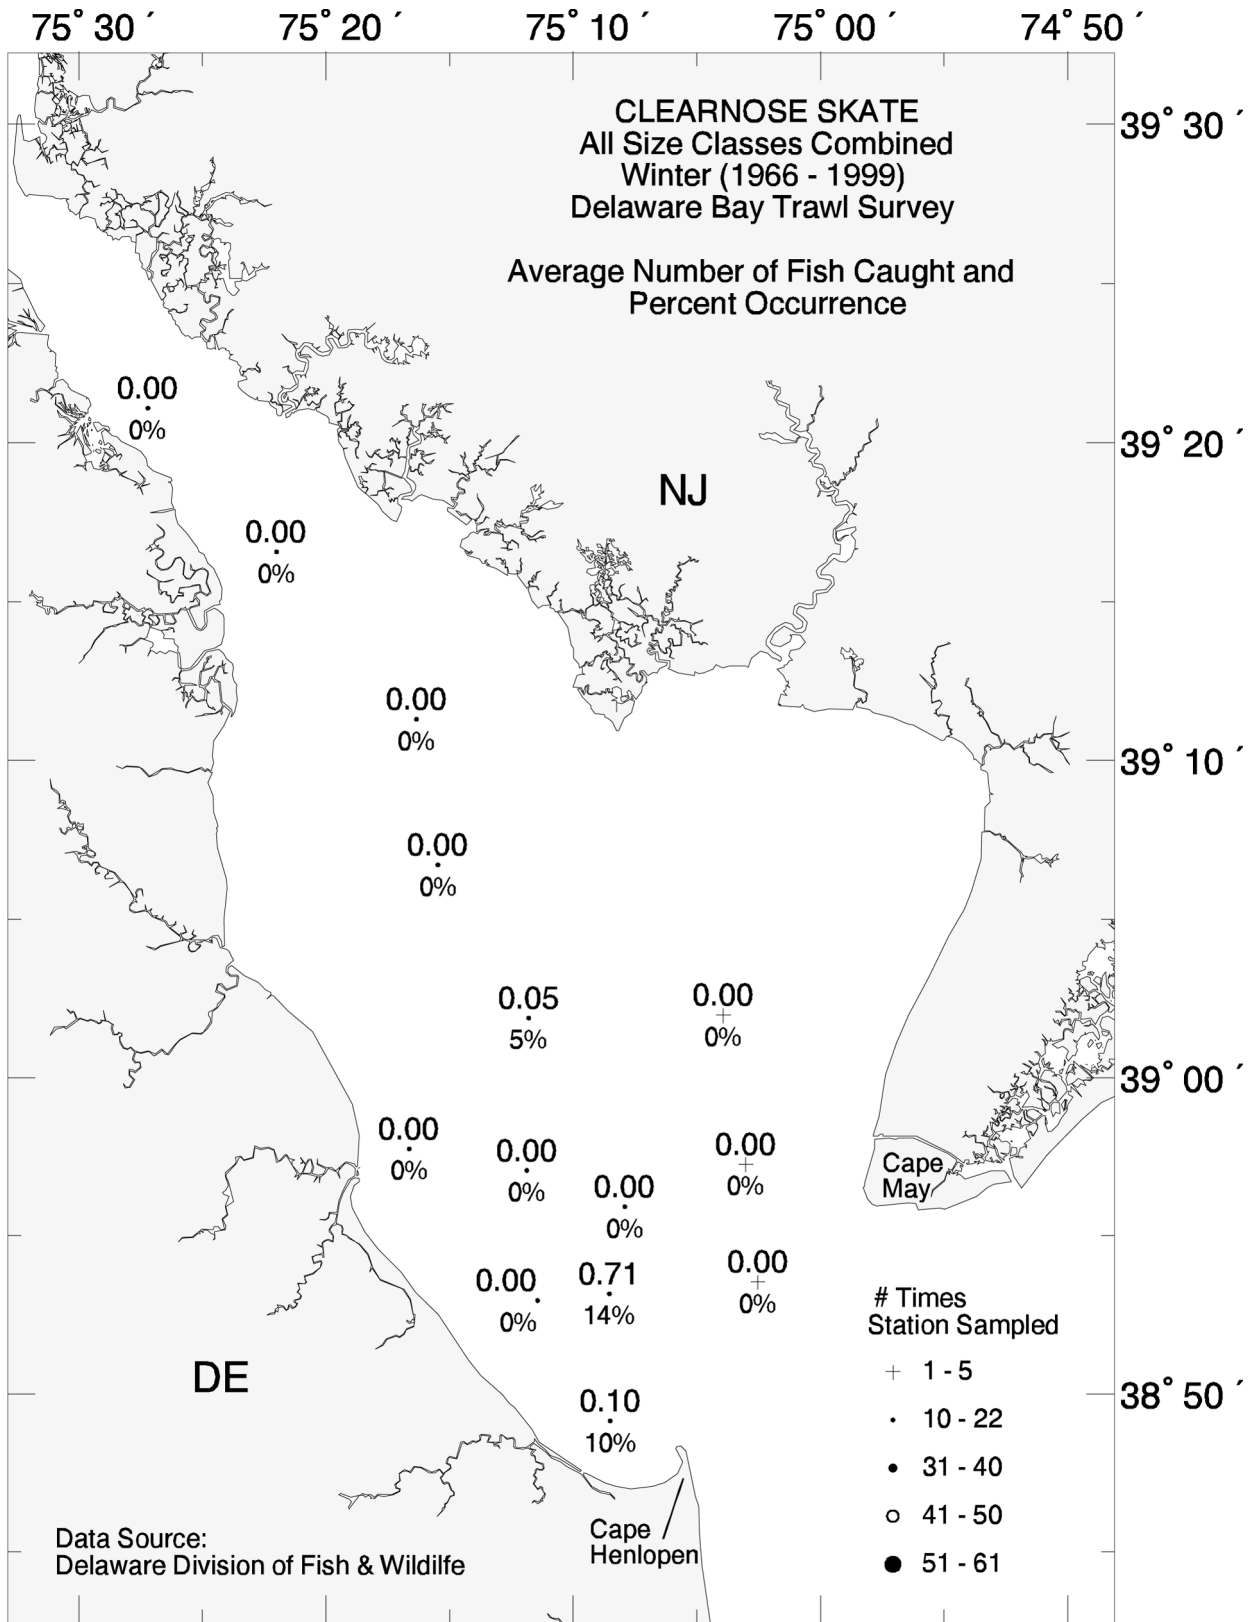 75° 30 ´ 75° 20 ´ 75° 10 ´ 75° 00 ´ 74° 50 ´
CLEARNOSE SKATE
All Size Classes Combined
Winter (1966 - 1999)
Delaware Bay Trawl Survey
Average Number of Fish Caught and
Percent Occurrence
39° 30 ´
39° 20 ´
39° 10 ´
39° 00 ´
38° 50 ´
0.00
0%
NJ
0.00
0%
0.00
0%
0.00
0%
0.05
5%
0.00
0%
0.00
0%
0.00
0%
0.00
0%
0.00
0%
Cape
May
0.00
0%
0.71
14%
0.00
0%
DE
0.10
10%
# Times
Station Sampled
1 - 5
10 - 22
31 - 40
41 - 50
51 - 61
Cape
Henlopen
Data Source:
Delaware Division of Fish & Wildilfe